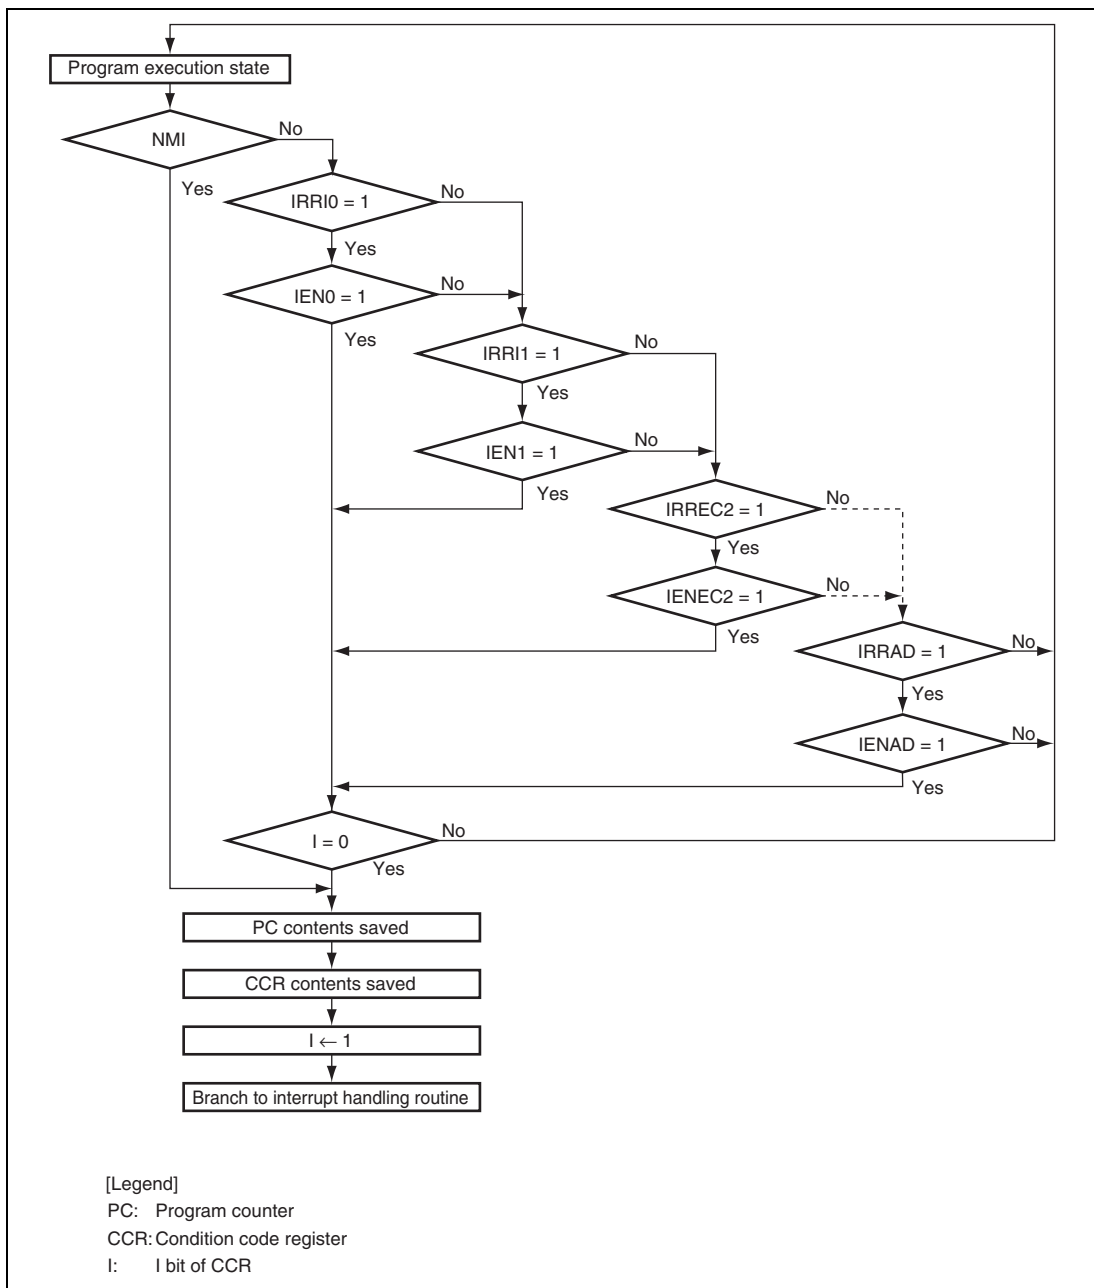 Program execution state
NMI
No
Yes
IRRI0 = 1
No
Yes
IEN0 = 1
No
Yes
IRRI1 = 1
No
Yes
IEN1 = 1
No
Yes
IRREC2 = 1
No
Yes
IENEC2 = 1
No
Yes
IRRAD = 1
No
Yes
IENAD = 1
No
Yes
I = 0
No
Yes
PC contents saved
CCR contents saved
I ← 1
Branch to interrupt handling routine
[Legend]
PC: Program counter
CCR: Condition code register
I: I bit of CCR